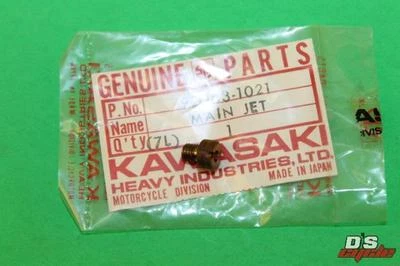 GENUINE PARTS
P.No. -1021
Name MAIN JET
Q'ty(7L) 1
KAWASAKI
HEAVY INDUSTRIES, LTD.
MOTORCYCLE DIVISION MADE IN JAPAN
D'S
cycle